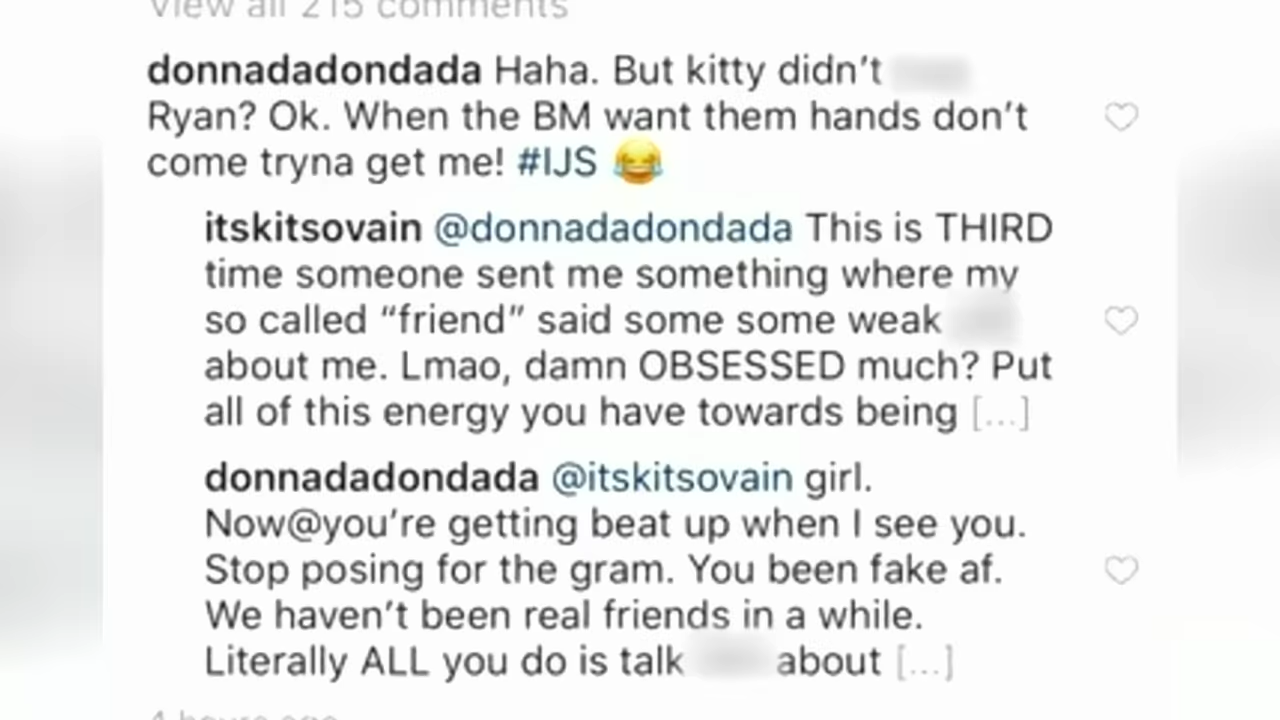 View all 215 comments
donnadadondada Haha. But kitty didn't
Ryan? Ok. When the BM want them hands don't
come tryna get me! #IJS 😂
itskitsovain @donnadadondada This is THIRD
time someone sent me something where my
so called “friend” said some some weak
about me. Lmao, damn OBSESSED much? Put
all of this energy you have towards being [...]
donnadadondada @itskitsovain girl.
Now@you're getting beat up when I see you.
Stop posing for the gram. You been fake af.
We haven't been real friends in a while.
Literally ALL you do is talk about [...]
4 hours ago